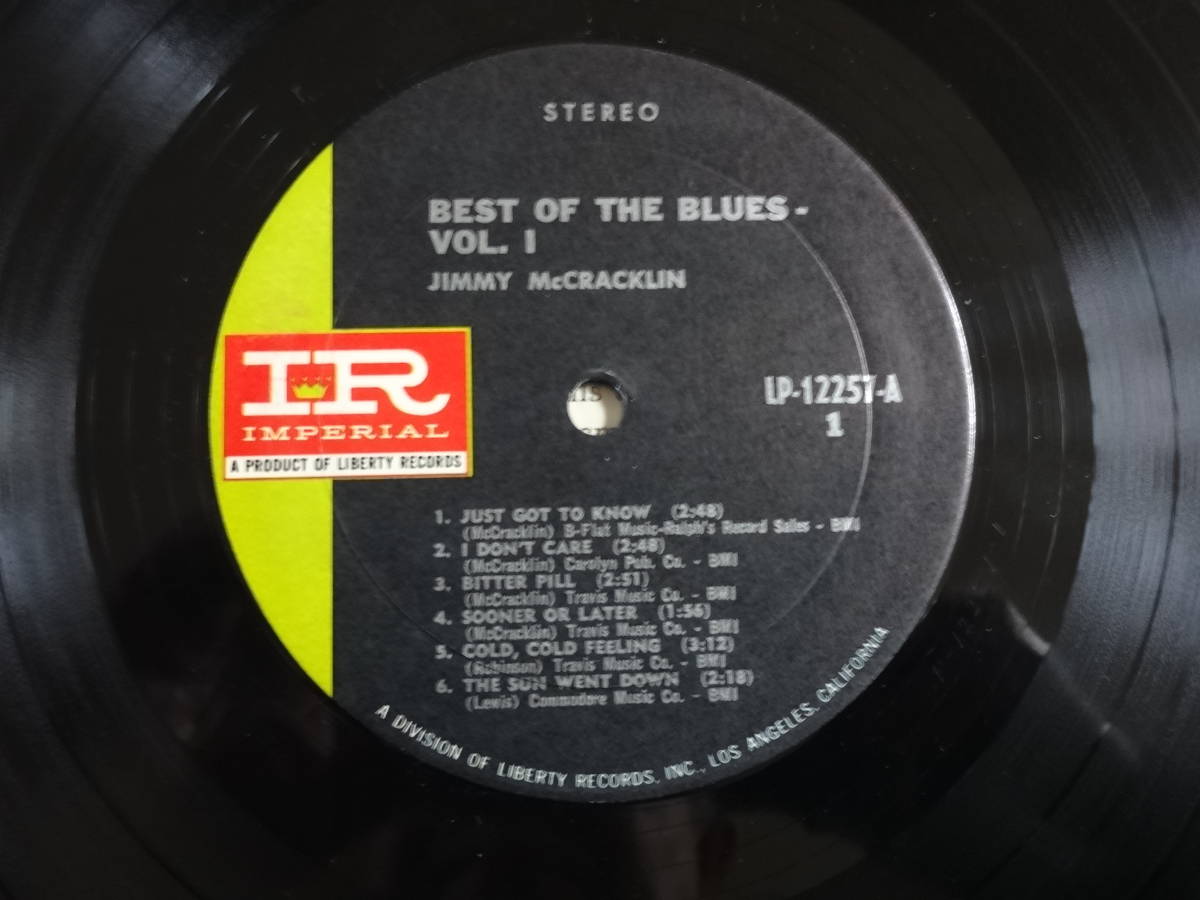 STEREO
BEST OF THE BLUES -
VOL. I
JIMMY McCRACKLIN
IR
IMPERIAL
A PRODUCT OF LIBERTY RECORDS
LP-12257-A
1
1. JUST GOT TO KNOW (2:48)
(McCracklin) B-Flat Music-Ralph's Record Sales - BMI
2. I DON'T CARE (2:48)
(McCracklin) Carolyn Pub. Co. - BMI
3. BITTER PILL (2:51)
(McCracklin) Travis Music Co. - BMI
4. SOONER OR LATER (1:56)
(McCracklin) Travis Music Co. - BMI
5. COLD, COLD FEELING (3:12)
(Robinson) Travis Music Co. - BMI
6. THE SUN WENT DOWN (2:18)
(Lewis) Commodore Music Co. - BMI
A DIVISION OF LIBERTY RECORDS, INC., LOS ANGELES, CALIFORNIA